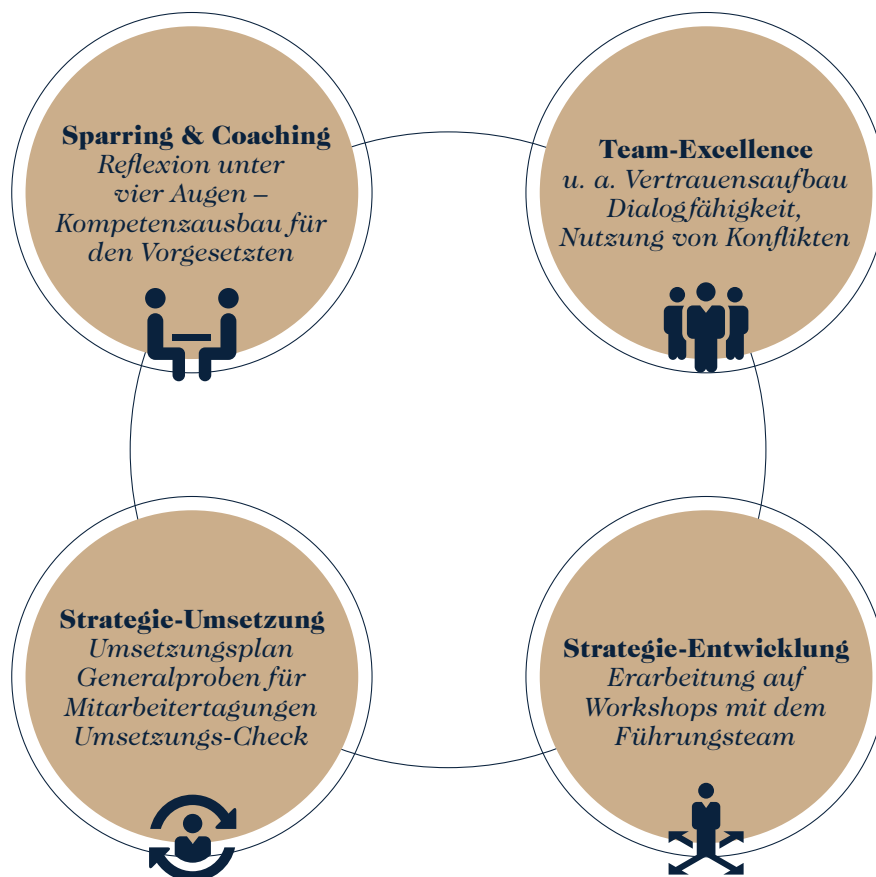 Sparring & Coaching
Reflexion unter
vier Augen –
Kompetenzausbau für
den Vorgesetzten
Team-Excellence
u. a. Vertrauensaufbau
Dialogfähigkeit,
Nutzung von Konflikten
Strategie-Umsetzung
Umsetzungsplan
Generalproben für
Mitarbeitertagungen
Umsetzungs-Check
Strategie-Entwicklung
Erarbeitung auf
Workshops mit dem
Führungsteam